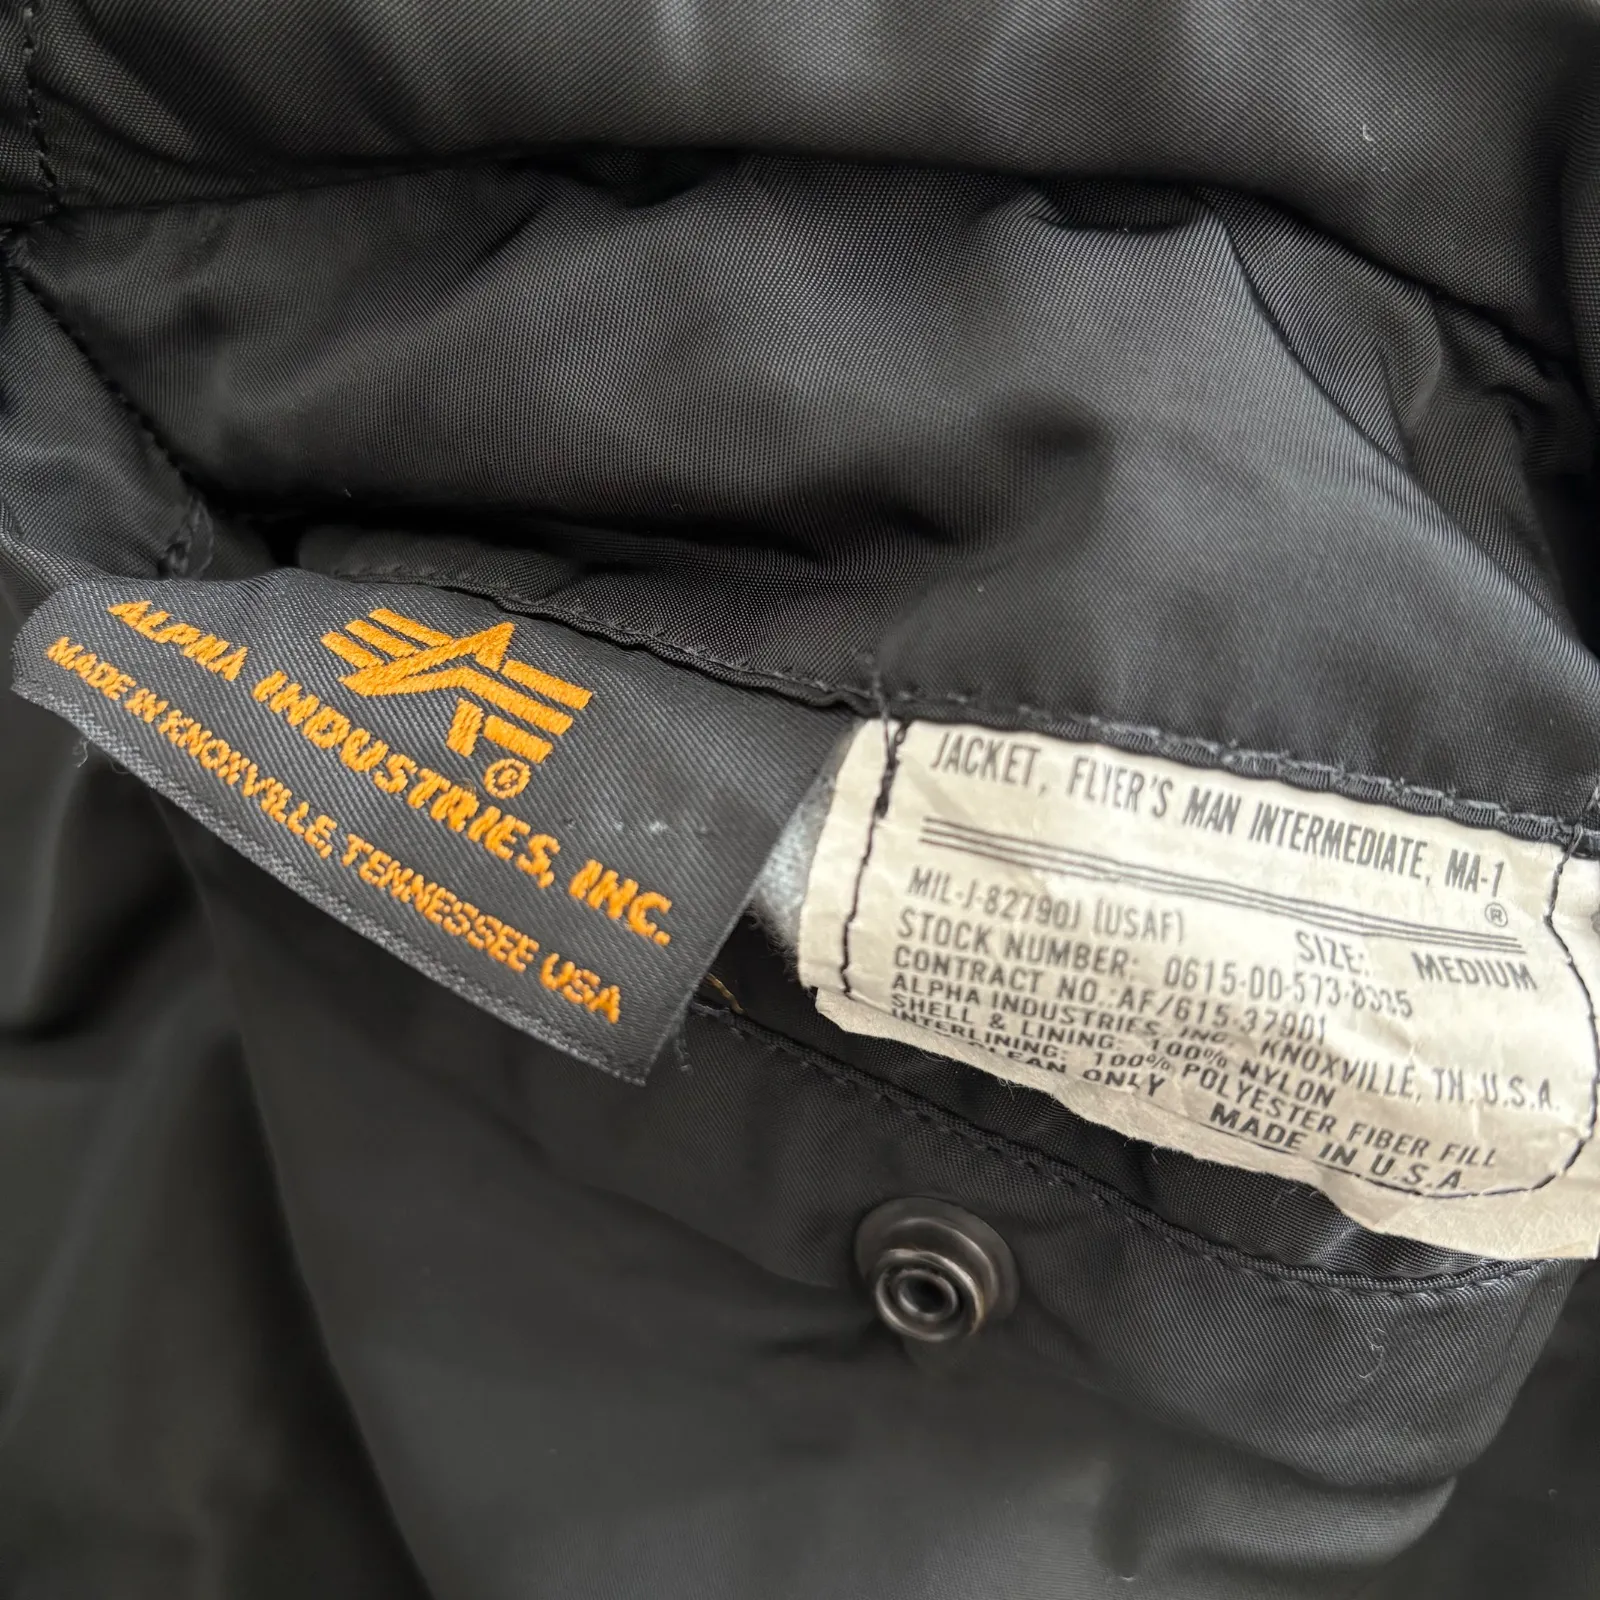 ALPHA INDUSTRIES, INC.
MADE IN KNOXVILLE, TENNESSEE USA
®
JACKET, FLYER'S MAN INTERMEDIATE, MA-1
®
MIL-J-82790J (USAF)
SIZE: MEDIUM
STOCK NUMBER: 0615-00-573-8335
CONTRACT NO.:AF/615-37901
ALPHA INDUSTRIES, INC. KNOXVILLE, TN. U.S.A.
SHELL & LINING: 100% NYLON
INTERLINING: 100% POLYESTER FIBER FILL
CLEAN ONLY
MADE IN U.S.A.